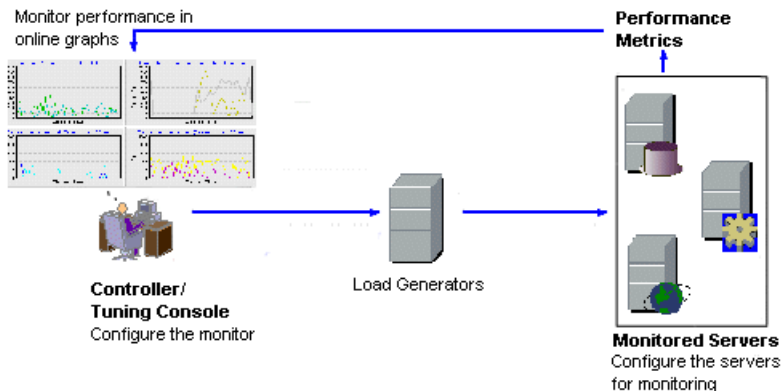 Monitor performance in
online graphs
Performance
Metrics
Load Generators
Controller/
Tuning Console
Configure the monitor
Monitored Servers
Configure the servers
for monitoring